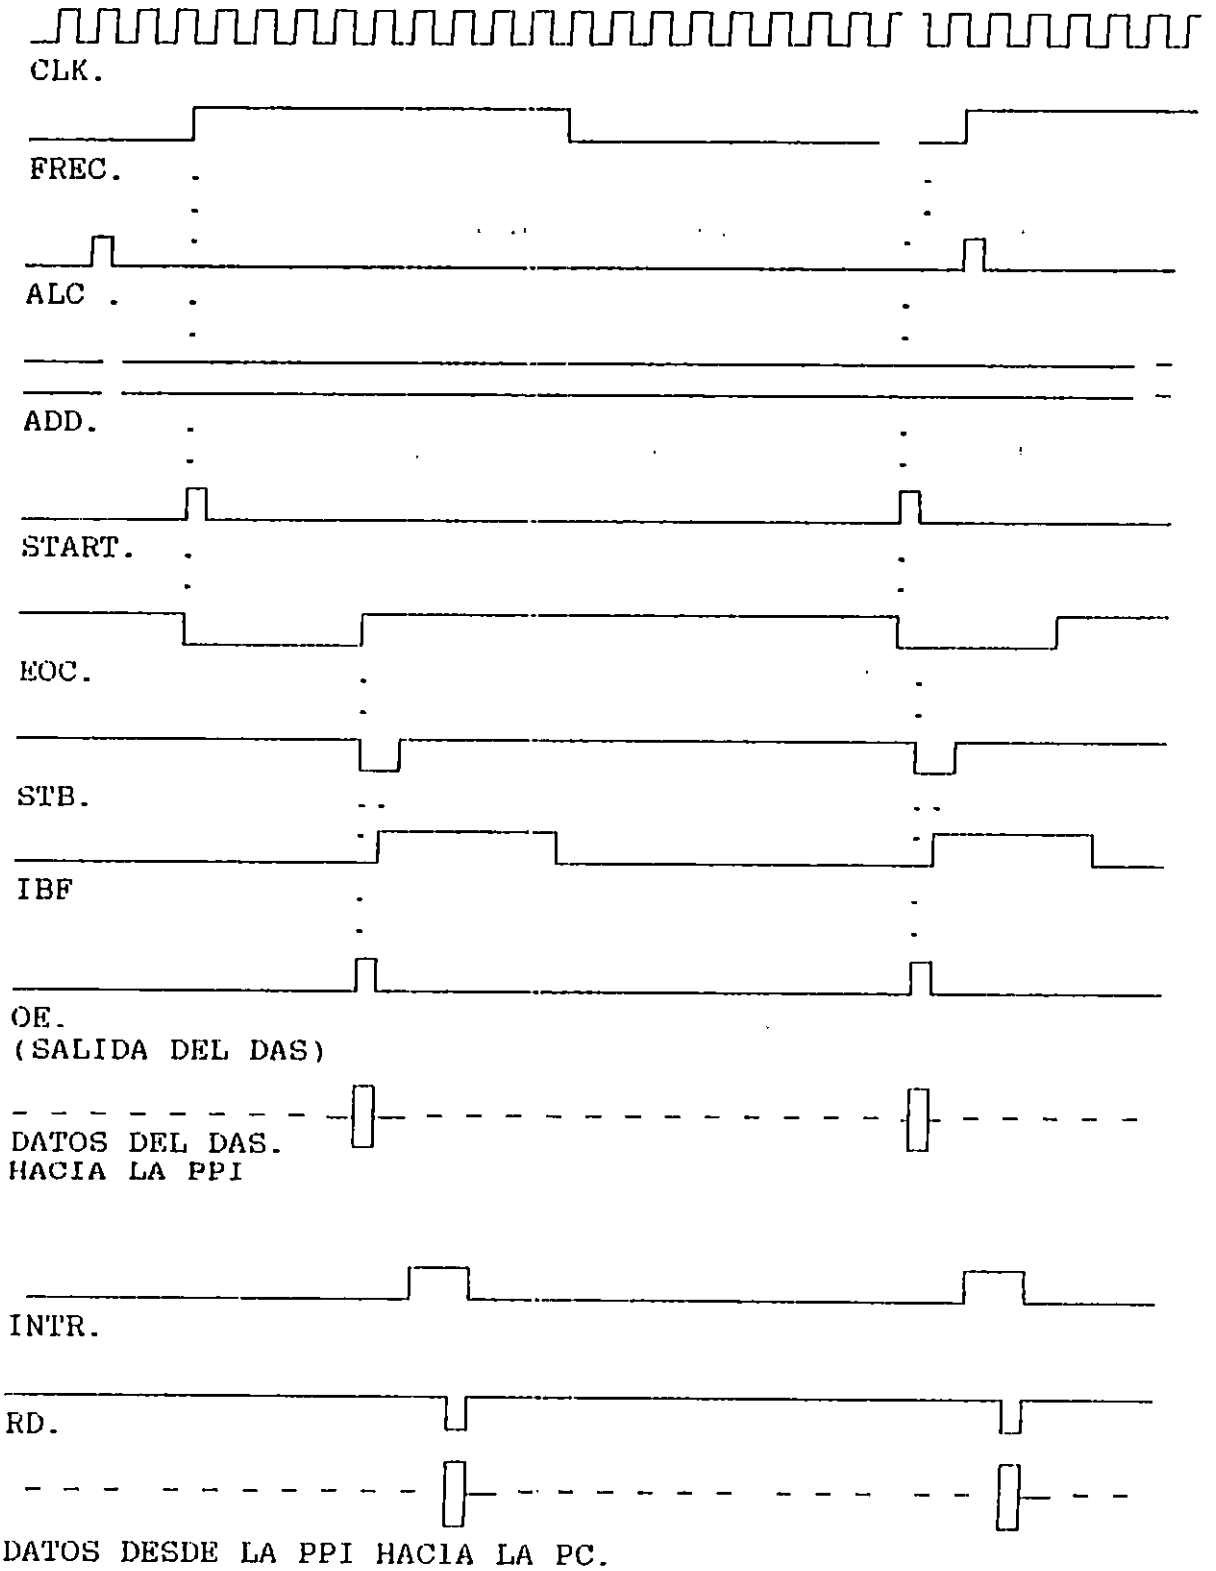 CLK.
FREC.
ALC .
ADD.
START.
EOC.
STB.
IBF
OE.
(SALIDA DEL DAS)
DATOS DEL DAS.
HACIA LA PPI
INTR.
RD.
DATOS DESDE LA PPI HAC1A LA PC.